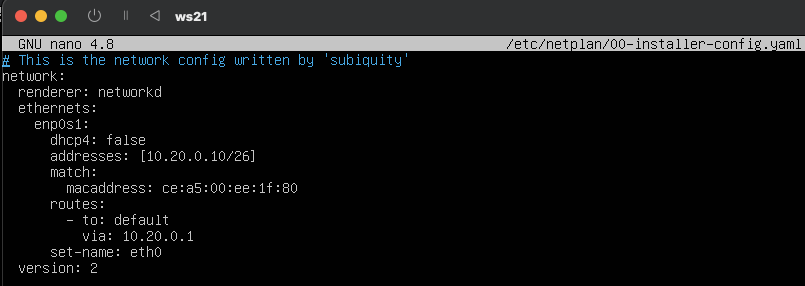 ws21
GNU nano 4.8 /etc/netplan/00-installer-config.yaml
# This is the network config written by 'subiquity'
network:
  renderer: networkd
  ethernets:
    enp0s1:
      dhcp4: false
      addresses: [10.20.0.10/26]
      match:
        macaddress: ce:a5:00:ee:1f:80
      routes:
        - to: default
          via: 10.20.0.1
      set-name: eth0
  version: 2